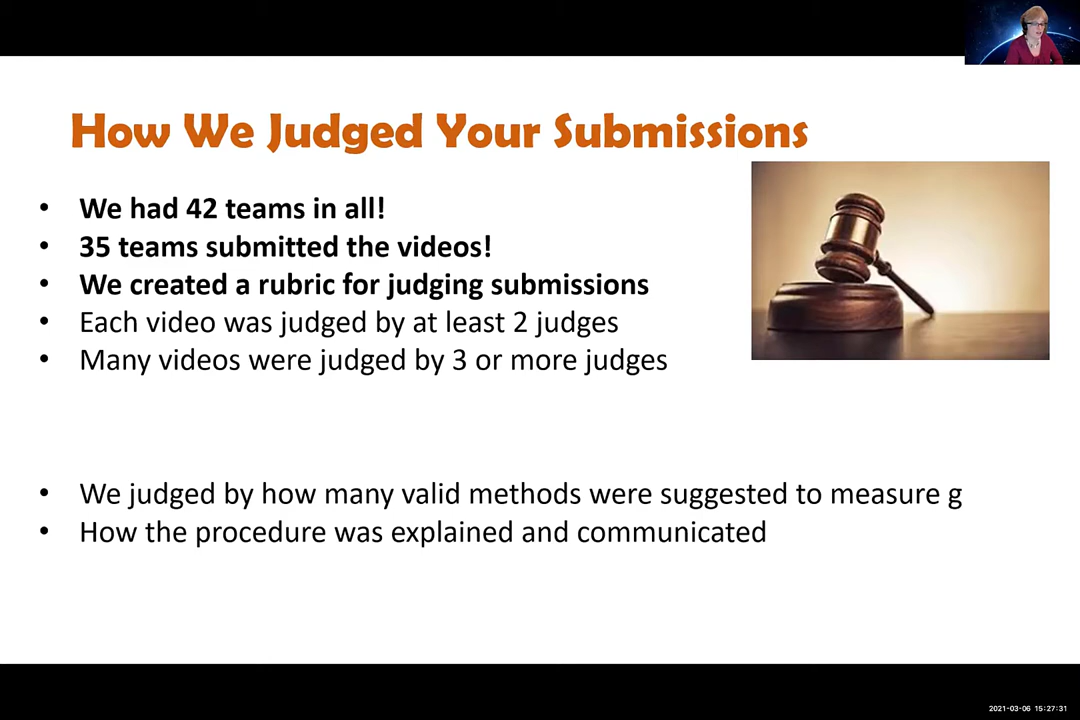 How We Judged Your Submissions
• We had 42 teams in all!
• 35 teams submitted the videos!
• We created a rubric for judging submissions
• Each video was judged by at least 2 judges
• Many videos were judged by 3 or more judges
• We judged by how many valid methods were suggested to measure g
• How the procedure was explained and communicated
2021-03-06 15:27:31